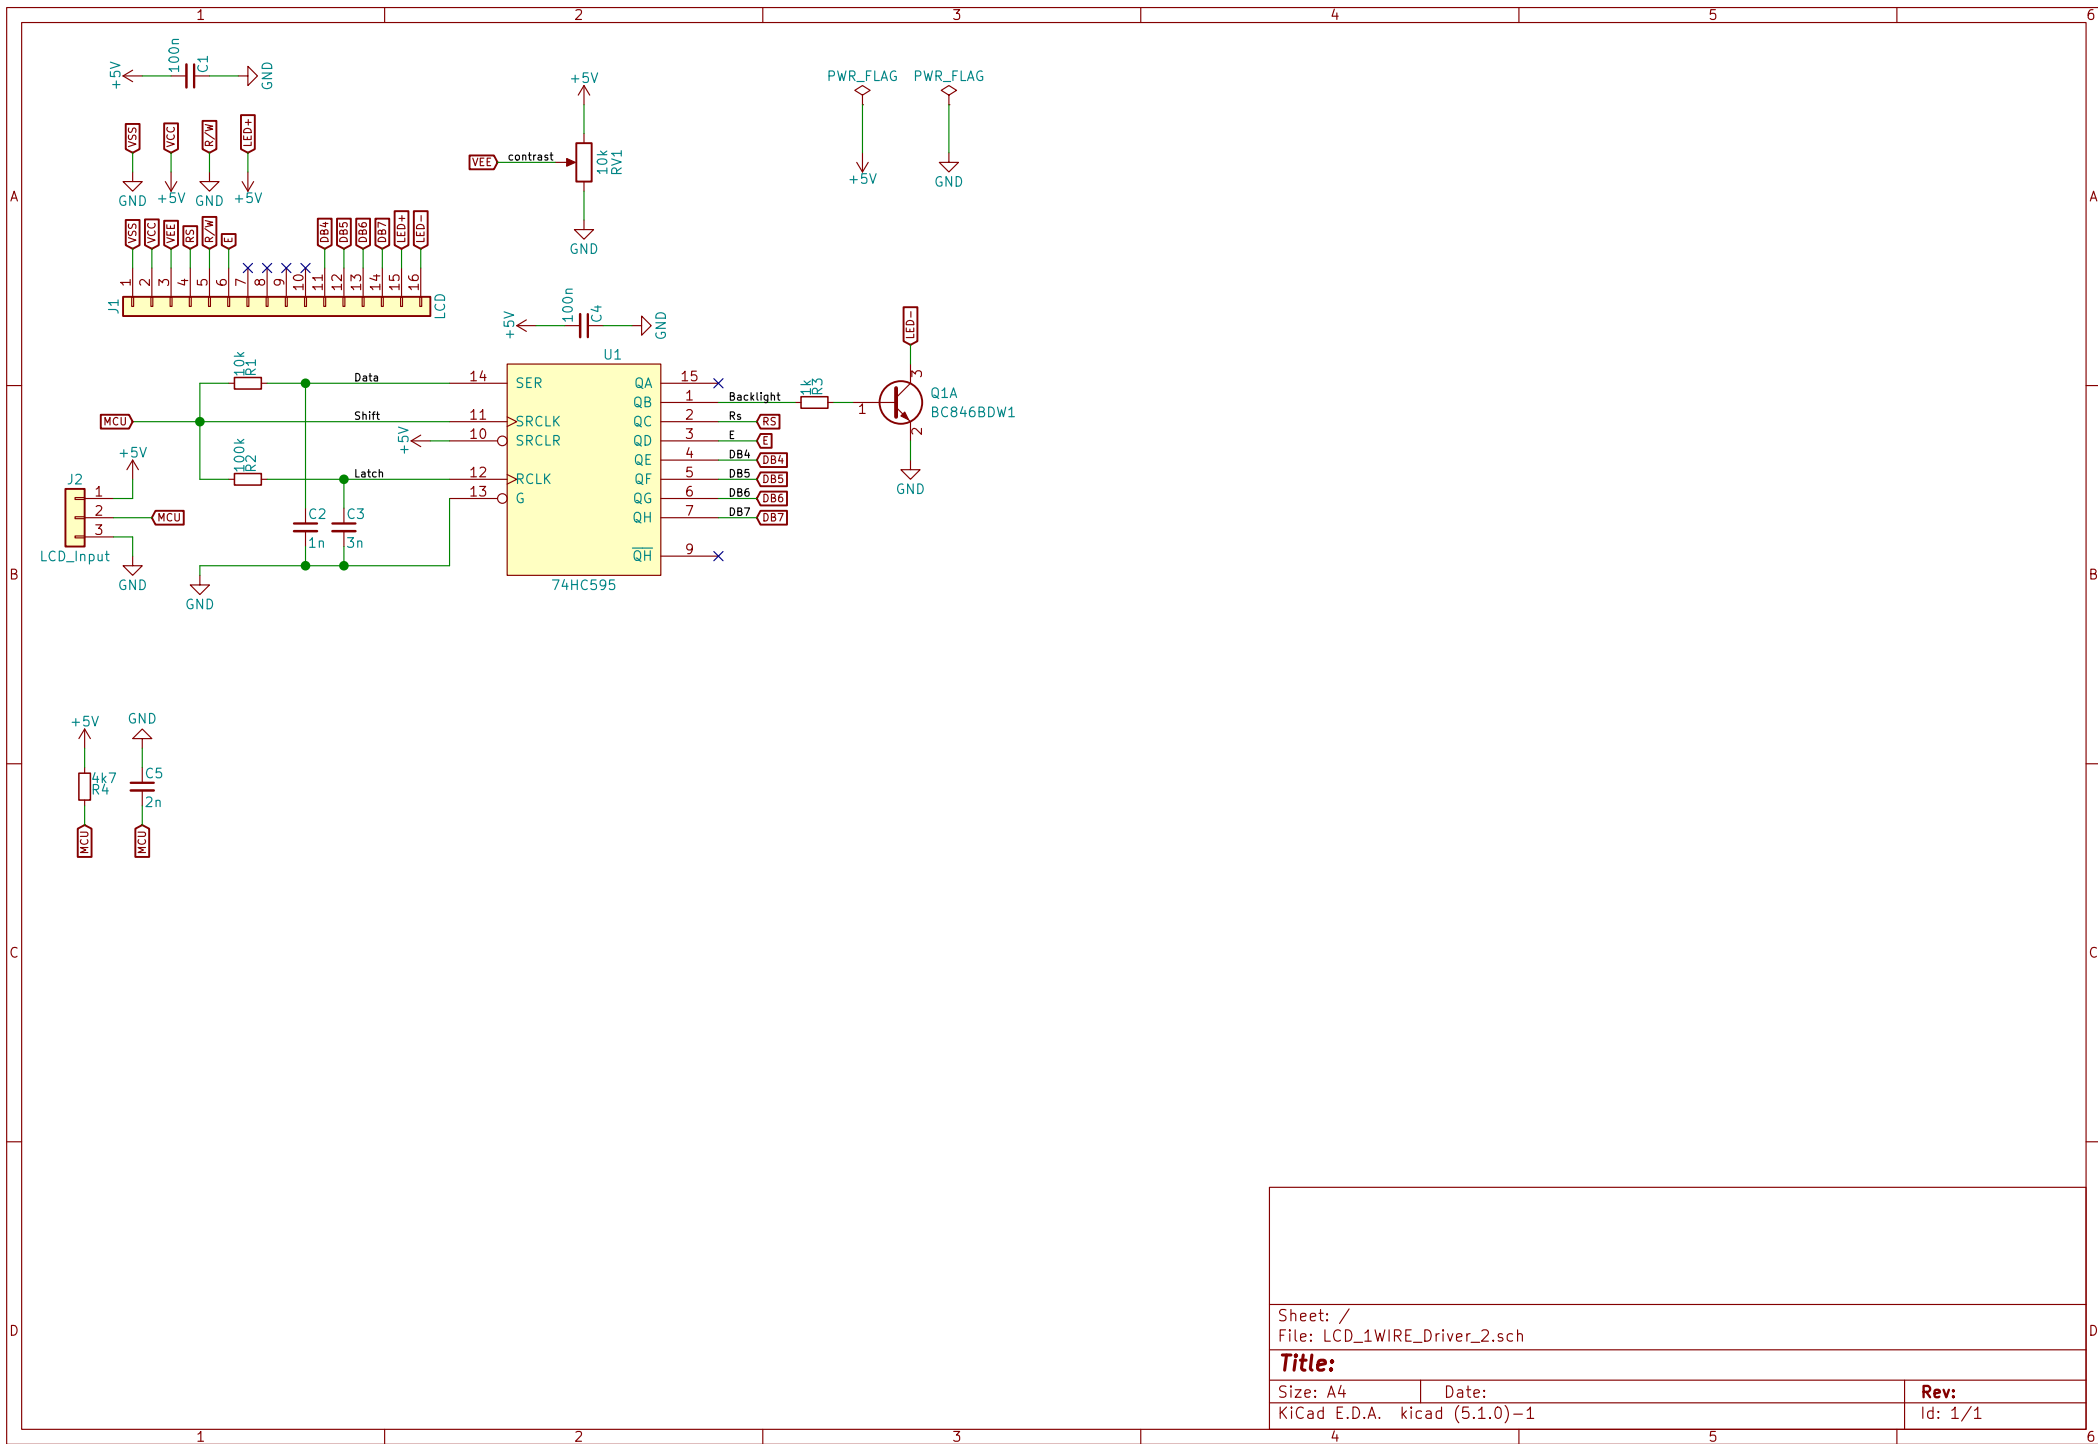 1 2 3 4 5 6
100n
C1
+5V
GND
VSS
VCC
R/W
LED+
GND
+5V
GND
+5V
VSS
VCC
VEE
RS
R/W
E
DB4
DB5
DB6
DB7
LED+
LED-
1 2 3 4 5 6 7 8 9 10 11 12 13 14 15 16
J1
LCD
+5V
VEE
contrast
10k
RV1
GND
PWR_FLAG PWR_FLAG
+5V
GND
A
A
+5V
100n
C4
GND
U1
10k
R1
Data
14 SER
QA 15
MCU
Shift
11 SRCLK
QB 1 Backlight
1k
R3
+5V
10 SRCLR
QC 2 Rs RS
QD 3 E E
100k
R2
Latch
12 RCLK
QE 4 DB4 DB4
13 G
QF 5 DB5 DB5
QG 6 DB6 DB6
QH 7 DB7 DB7
QH 9
74HC595
LED-
3
1
2
Q1A
BC846BDW1
GND
+5V
J2
1
2
3
MCU
LCD_Input
GND
C2
1n
C3
3n
GND
B
B
+5V
GND
4k7
R4
C5
2n
MCU
MCU
C
C
D
D
Sheet: /
File: LCD_1WIRE_Driver_2.sch
Title:
Size: A4 Date: Rev:
KiCad E.D.A. kicad (5.1.0)-1 Id: 1/1
1 2 3 4 5 6